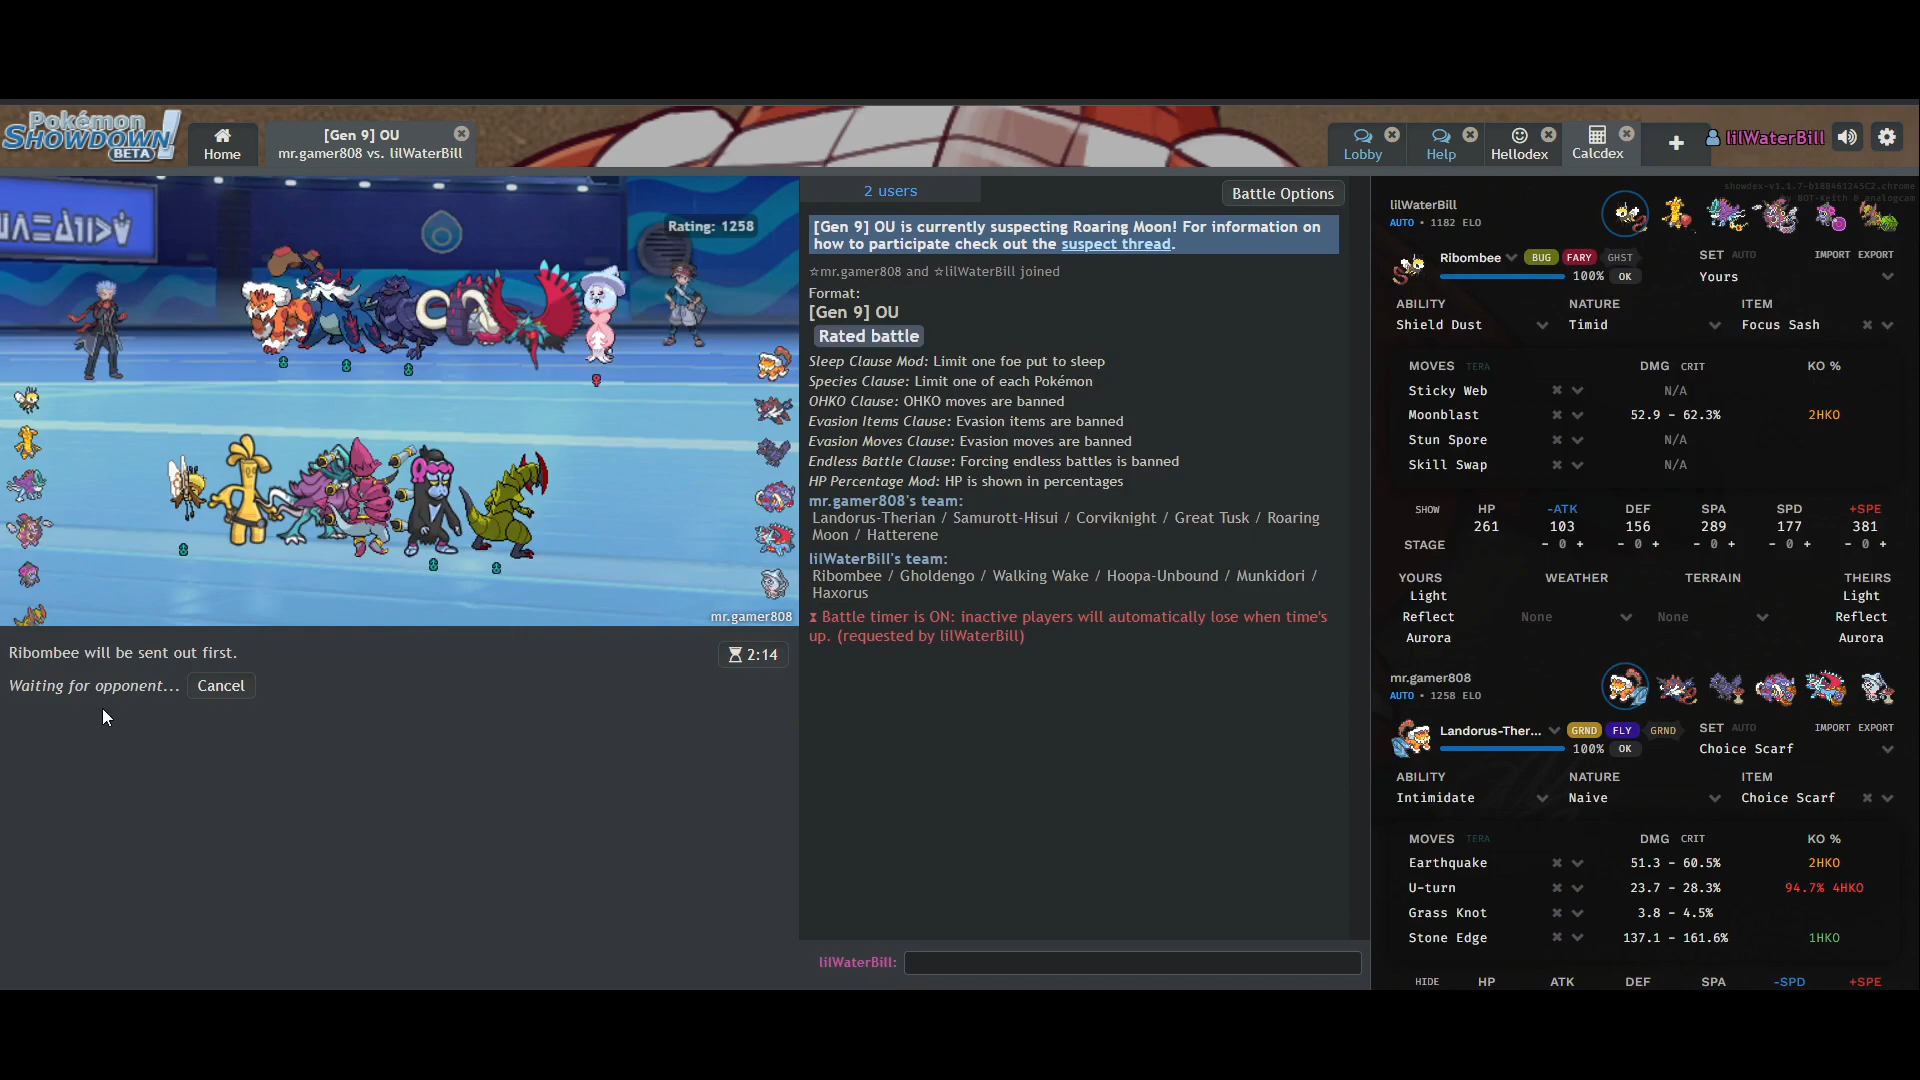 Pokémon
SHOWDOWN!
BETA
Home
[Gen 9] OU
mr.gamer808 vs. lilWaterBill
Lobby
Help
Hellodex
Calcdex
lilWaterBill
Rating: 1258
mr.gamer808
Ribombee will be sent out first.
2:14
Waiting for opponent...
Cancel
2 users
Battle Options
[Gen 9] OU is currently suspecting Roaring Moon! For information on
how to participate check out the suspect thread.
☆mr.gamer808 and ☆lilWaterBill joined
Format:
[Gen 9] OU
Rated battle
Sleep Clause Mod: Limit one foe put to sleep
Species Clause: Limit one of each Pokémon
OHKO Clause: OHKO moves are banned
Evasion Items Clause: Evasion items are banned
Evasion Moves Clause: Evasion moves are banned
Endless Battle Clause: Forcing endless battles is banned
HP Percentage Mod: HP is shown in percentages
mr.gamer808's team:
Landorus-Therian / Samurott-Hisui / Corviknight / Great Tusk / Roaring
Moon / Hatterene
lilWaterBill's team:
Ribombee / Gholdengo / Walking Wake / Hoopa-Unbound / Munkidori /
Haxorus
Battle timer is ON: inactive players will automatically lose when time's
up. (requested by lilWaterBill)
lilWaterBill:
showdex-v1.1.7-b188461245C2.chrome
lilWaterBill
AUTO • 1182 ELO
Ribombee BUG FARY GHST SET AUTO IMPORT EXPORT
100% OK Yours
ABILITY NATURE ITEM
Shield Dust Timid Focus Sash
MOVES TERA DMG CRIT KO %
Sticky Web N/A
Moonblast 52.9 - 62.3% 2HKO
Stun Spore N/A
Skill Swap N/A
SHOW HP -ATK DEF SPA SPD +SPE
261 103 156 289 177 381
STAGE - 0 + - 0 + - 0 + - 0 + - 0 +
YOURS WEATHER TERRAIN THEIRS
Light Light
Reflect None None Reflect
Aurora Aurora
mr.gamer808
AUTO • 1258 ELO
Landorus-Ther... GRND FLY GRND SET AUTO IMPORT EXPORT
100% OK Choice Scarf
ABILITY NATURE ITEM
Intimidate Naive Choice Scarf
MOVES TERA DMG CRIT KO %
Earthquake 51.3 - 60.5% 2HKO
U-turn 23.7 - 28.3% 94.7% 4HKO
Grass Knot 3.8 - 4.5%
Stone Edge 137.1 - 161.6% 1HKO
HIDE HP ATK DEF SPA -SPD +SPE